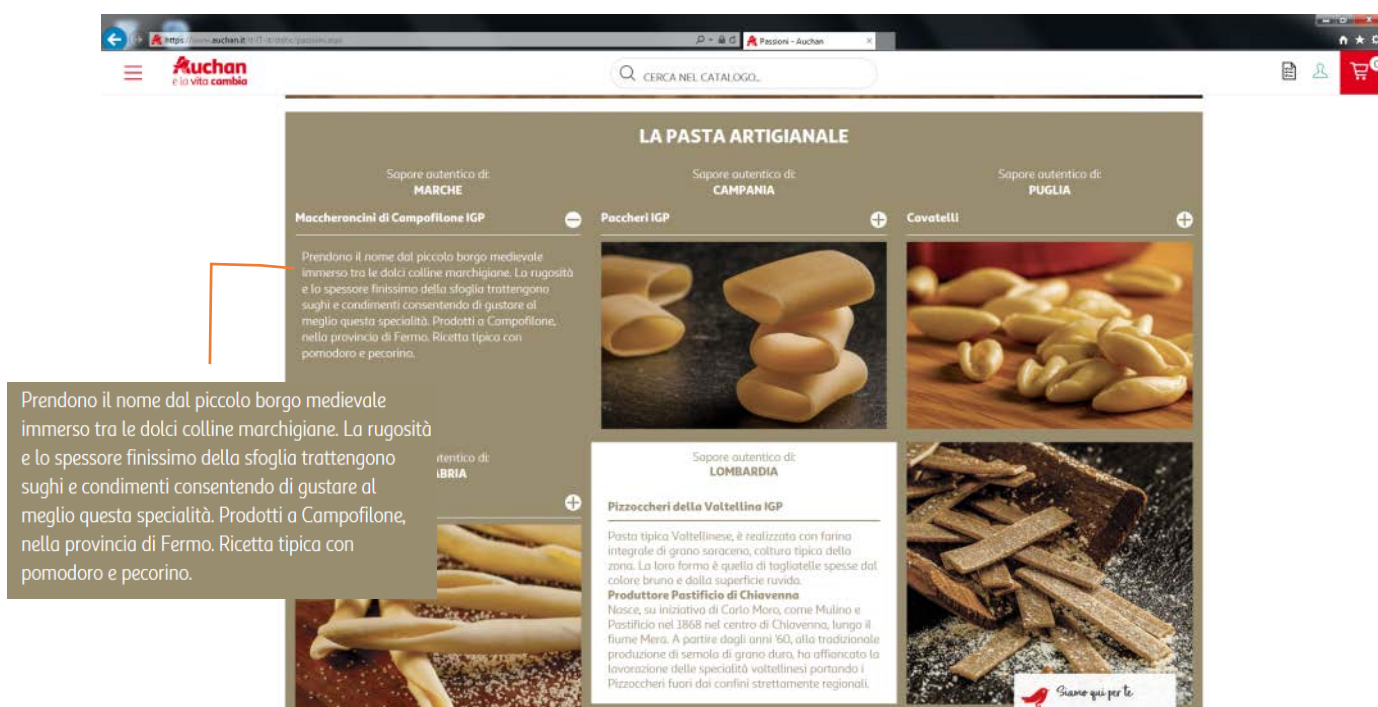 Passioni - Auchan
Auchan
e la vita cambia
CERCA NEL CATALOGO...
LA PASTA ARTIGIANALE
Sapore autentico di:
MARCHE
Maccheroncini di Campofilone IGP
Prendono il nome dal piccolo borgo medievale
immerso tra le dolci colline marchigiane. La rugosità
e lo spessore finissimo della sfoglia trattengono
sughi e condimenti consentendo di gustare al
meglio questa specialità. Prodotti a Campofilone,
nella provincia di Fermo. Ricetta tipica con
pomodoro e pecorino.
Sapore autentico di:
CAMPANIA
Paccheri IGP
Sapore autentico di:
PUGLIA
Cavatelli
Prendono il nome dal piccolo borgo medievale
immerso tra le dolci colline marchigiane. La rugosità
e lo spessore finissimo della sfoglia trattengono
sughi e condimenti consentendo di gustare al
meglio questa specialità. Prodotti a Campofilone,
nella provincia di Fermo. Ricetta tipica con
pomodoro e pecorino.
di:
Sapore autentico di:
LOMBARDIA
Pizzoccheri della Valtellina IGP
Pasta tipica Valtellinese, è realizzata con farina
integrale di grano saraceno, coltura tipica della
zona. La loro forma è quella di tagliatelle spesse dal
colore bruno e dalla superficie ruvida.
Produttore Pastificio di Chiavenna
Nasce, su iniziativa di Carlo Moro, come Mulino e
Pastificio nel 1868 nel centro di Chiavenna, lungo il
fiume Mera. A partire dagli anni '60, alla tradizionale
produzione di semola di grano duro, ha affiancato la
lavorazione delle specialità valtellinesi portando i
Pizzoccheri fuori dai confini strettamente regionali.
Siamo qui per te